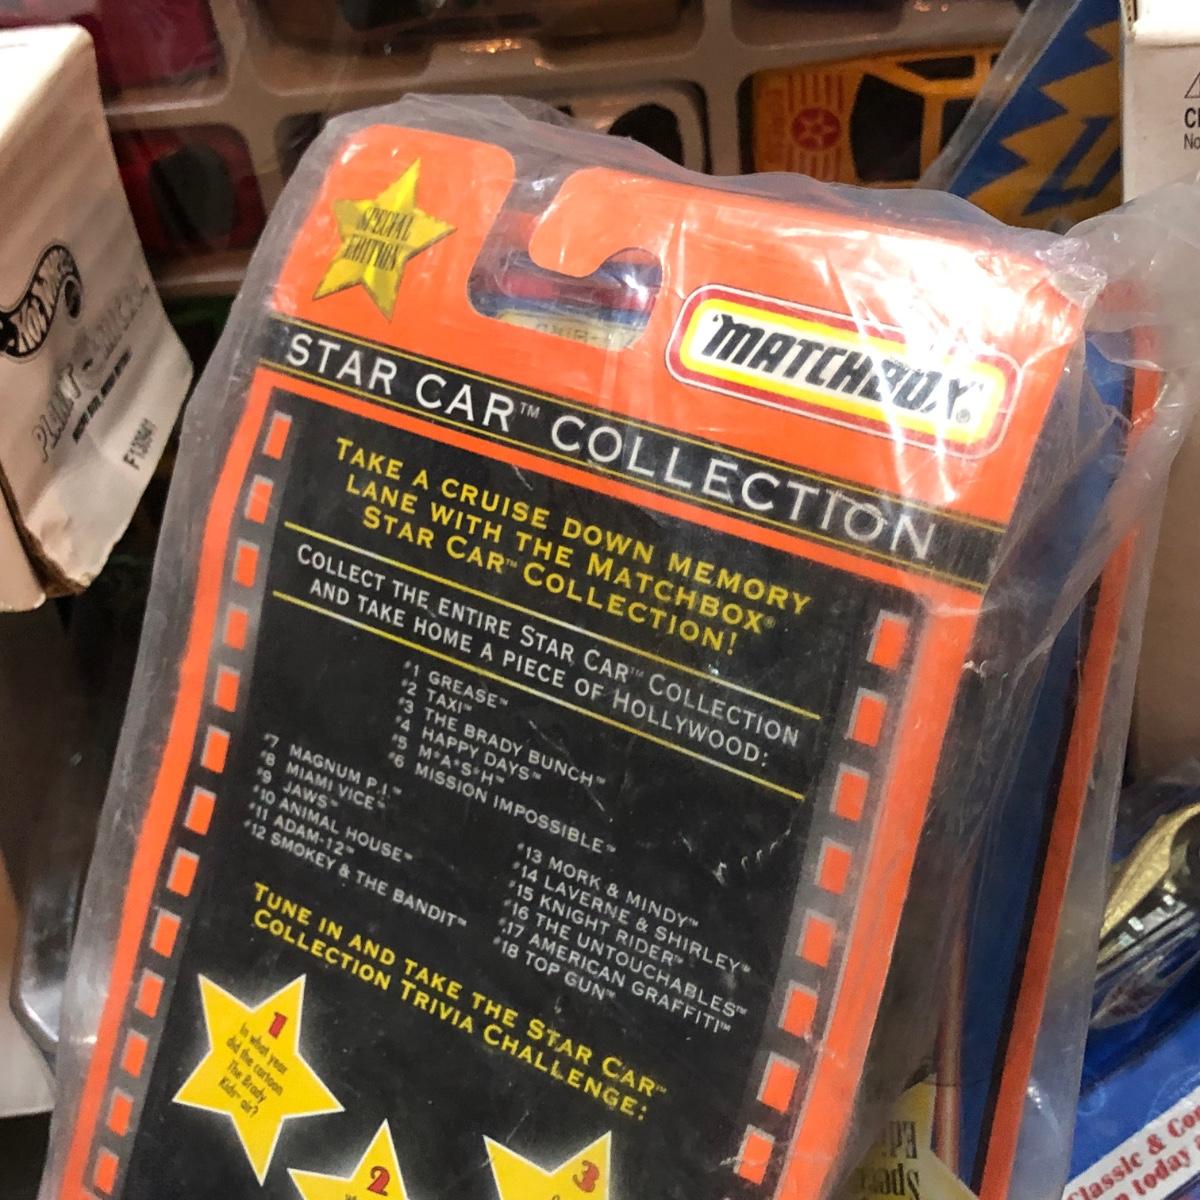 SPECIAL
EDITION
MATCHBOX®
STAR CAR™ COLLECTION
TAKE A CRUISE DOWN MEMORY
LANE WITH THE MATCHBOX®
STAR CAR™ COLLECTION!
COLLECT THE ENTIRE STAR CAR™ COLLECTION
AND TAKE HOME A PIECE OF HOLLYWOOD:
#1 GREASE™
#2 TAXI™
#3 THE BRADY BUNCH™
#4 HAPPY DAYS™
#5 M*A*S*H™
#6 MISSION IMPOSSIBLE™
#7 MAGNUM P.I.™
#8 MIAMI VICE™
#9 JAWS™
#10 ANIMAL HOUSE™
#11 ADAM-12™
#12 SMOKEY & THE BANDIT™
#13 MORK & MINDY™
#14 LAVERNE & SHIRLEY™
#15 KNIGHT RIDER™
#16 THE UNTOUCHABLES™
#17 AMERICAN GRAFFITI™
#18 TOP GUN™
TUNE IN AND TAKE THE STAR CAR™
COLLECTION TRIVIA CHALLENGE:
1
In what year
did the cartoon
The Brady
Kids™ air?
2
3
HOT WHEELS
F130941
today